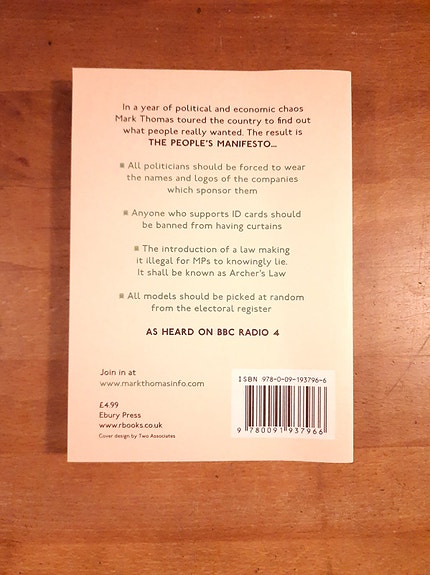 In a year of political and economic chaos
Mark Thomas toured the country to find out
what people really wanted. The result is
THE PEOPLE'S MANIFESTO...
All politicians should be forced to wear
the names and logos of the companies
which sponsor them
Anyone who supports ID cards should
be banned from having curtains
The introduction of a law making
it illegal for MPs to knowingly lie.
It shall be known as Archer's Law
All models should be picked at random
from the electoral register
AS HEARD ON BBC RADIO 4
Join in at
www.markthomasinfo.com
£4.99
Ebury Press
www.rbooks.co.uk
Cover design by Two Associates
ISBN 978-0-09-193796-6
9 780091 937966